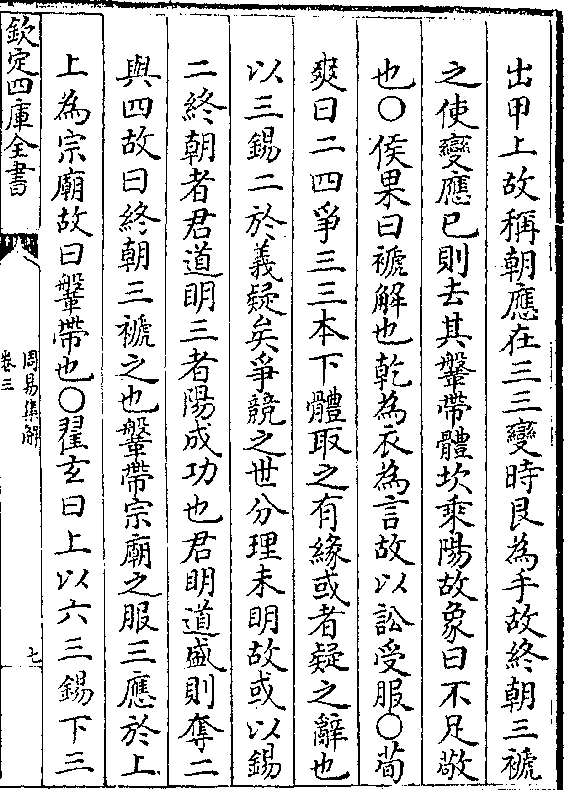 出甲上故稱朝應在三三變時艮為手故終朝三褫
之使變應已則去其鞶帶體坎乘陽故象曰不足敬
也○侯果曰褫解也乾為衣為言故以訟受服○荀
爽曰二四爭三三本下體取之有緣或者疑之辭也
以三錫二於義疑矣爭競之世分理未明故或以錫
二終朝者君道明三者陽成功也君明道盛則奪二
與四故曰終朝三褫之也鞶帶宗廟之服三應於上
上為宗廟故曰鞶帶也○翟玄曰上以六三錫下三
欽定四庫全書
周易集解
卷三
七